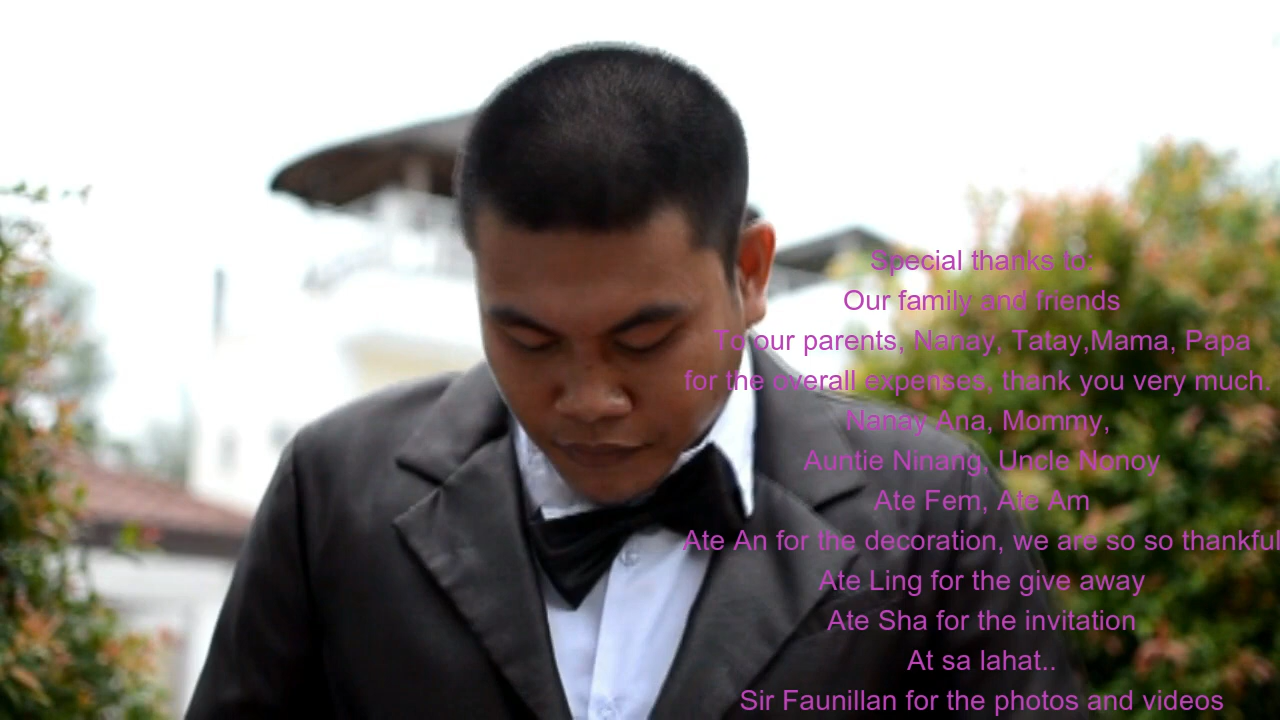 Special thanks to:
Our family and friends
To our parents, Nanay, Tatay,Mama, Papa
for the overall expenses, thank you very much.
Nanay Ana, Mommy,
Auntie Ninang, Uncle Nonoy
Ate Fem, Ate Am
Ate An for the decoration, we are so so thankful
Ate Ling for the give away
Ate Sha for the invitation
At sa lahat..
Sir Faunillan for the photos and videos